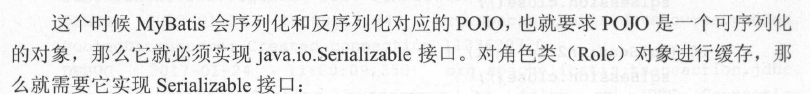 这个时候 MyBatis 会序列化和反序列化对应的 POJO，也就要求 POJO 是一个可序列化
的对象，那么它就必须实现 java.io.Serializable 接口。对角色类（Role）对象进行缓存，那
么就需要它实现 Serializable 接口：